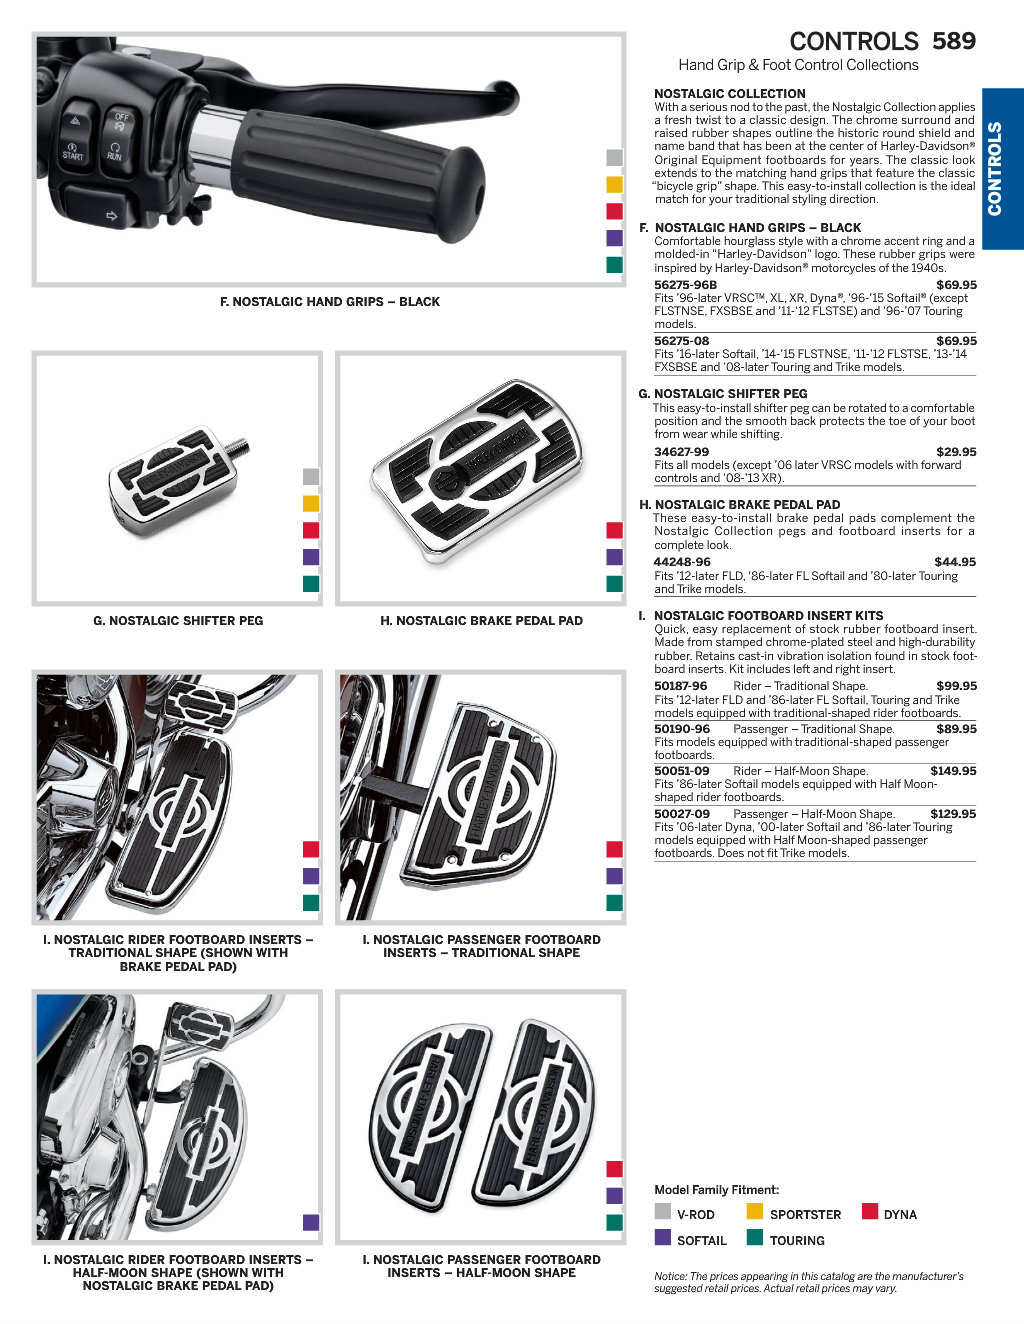 CONTROLS 589
Hand Grip & Foot Control Collections
CONTROLS
OFF
START
RUN
F. NOSTALGIC HAND GRIPS – BLACK
G. NOSTALGIC SHIFTER PEG
H. NOSTALGIC BRAKE PEDAL PAD
I. NOSTALGIC RIDER FOOTBOARD INSERTS –
TRADITIONAL SHAPE (SHOWN WITH
BRAKE PEDAL PAD)
HARLEY-DAVIDSON
I. NOSTALGIC PASSENGER FOOTBOARD
INSERTS – TRADITIONAL SHAPE
I. NOSTALGIC RIDER FOOTBOARD INSERTS –
HALF-MOON SHAPE (SHOWN WITH
NOSTALGIC BRAKE PEDAL PAD)
HARLEY-DAVIDSON
HARLEY-DAVIDSON
I. NOSTALGIC PASSENGER FOOTBOARD
INSERTS – HALF-MOON SHAPE
NOSTALGIC COLLECTION
With a serious nod to the past, the Nostalgic Collection applies
a fresh twist to a classic design. The chrome surround and
raised rubber shapes outline the historic round shield and
name band that has been at the center of Harley-Davidson®
Original Equipment footboards for years. The classic look
extends to the matching hand grips that feature the classic
“bicycle grip” shape. This easy-to-install collection is the ideal
match for your traditional styling direction.
F. NOSTALGIC HAND GRIPS – BLACK
Comfortable hourglass style with a chrome accent ring and a
molded-in "Harley-Davidson" logo. These rubber grips were
inspired by Harley-Davidson® motorcycles of the 1940s.
56275-96B $69.95
Fits ’96-later VRSC™, XL, XR, Dyna®, ’96-’15 Softail® (except
FLSTNSE, FXSBSE and ’11-’12 FLSTSE) and ’96-’07 Touring
models.
56275-08 $69.95
Fits ’16-later Softail, ’14-’15 FLSTNSE, ’11-’12 FLSTSE, ’13-’14
FXSBSE and ’08-later Touring and Trike models.
G. NOSTALGIC SHIFTER PEG
This easy-to-install shifter peg can be rotated to a comfortable
position and the smooth back protects the toe of your boot
from wear while shifting.
34627-99 $29.95
Fits all models (except ’06 later VRSC models with forward
controls and ’08-’13 XR).
H. NOSTALGIC BRAKE PEDAL PAD
These easy-to-install brake pedal pads complement the
Nostalgic Collection pegs and footboard inserts for a
complete look.
44248-96 $44.95
Fits ’12-later FLD, ’86-later FL Softail and ’80-later Touring
and Trike models.
I. NOSTALGIC FOOTBOARD INSERT KITS
Quick, easy replacement of stock rubber footboard insert.
Made from stamped chrome-plated steel and high-durability
rubber. Retains cast-in vibration isolation found in stock foot-
board inserts. Kit includes left and right insert.
50187-96 Rider – Traditional Shape. $99.95
Fits ’12-later FLD and ’86-later FL Softail, Touring and Trike
models equipped with traditional-shaped rider footboards.
50190-96 Passenger – Traditional Shape. $89.95
Fits models equipped with traditional-shaped passenger
footboards.
50051-09 Rider – Half-Moon Shape. $149.95
Fits ’86-later Softail models equipped with Half Moon-
shaped rider footboards.
50027-09 Passenger – Half-Moon Shape. $129.95
Fits ’06-later Dyna, ’00-later Softail and ’86-later Touring
models equipped with Half Moon-shaped passenger
footboards. Does not fit Trike models.
Model Family Fitment:
V-ROD SPORTSTER DYNA
SOFTAIL TOURING
Notice: The prices appearing in this catalog are the manufacturer’s
suggested retail prices. Actual retail prices may vary.